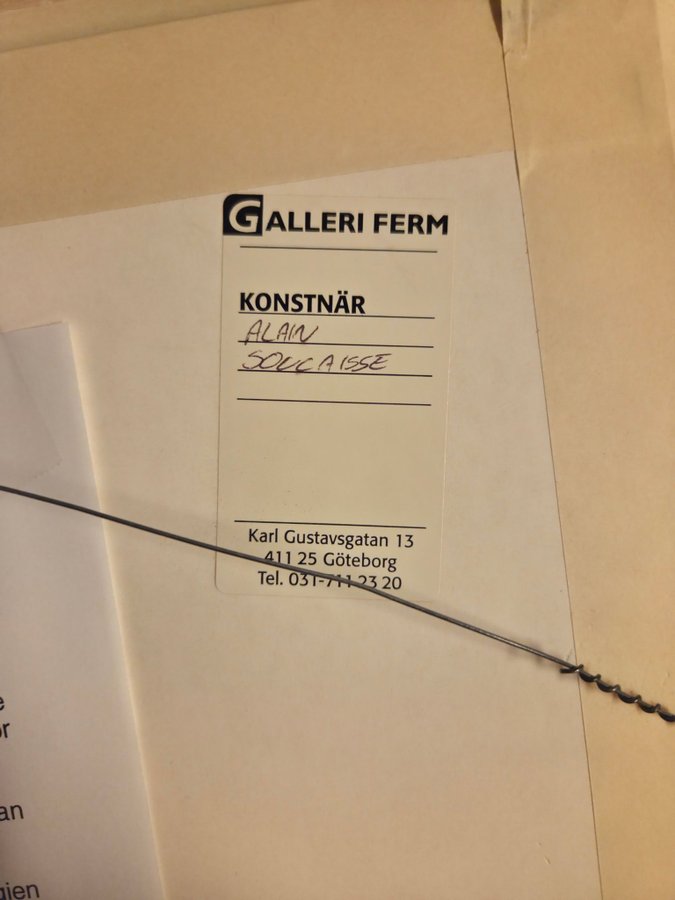 GALLERI FERM
KONSTNÄR
ALAIN
SOUCAISSE
Karl Gustavsgatan 13
411 25 Göteborg
Tel. 031-711 23 20
e
or
an
gien